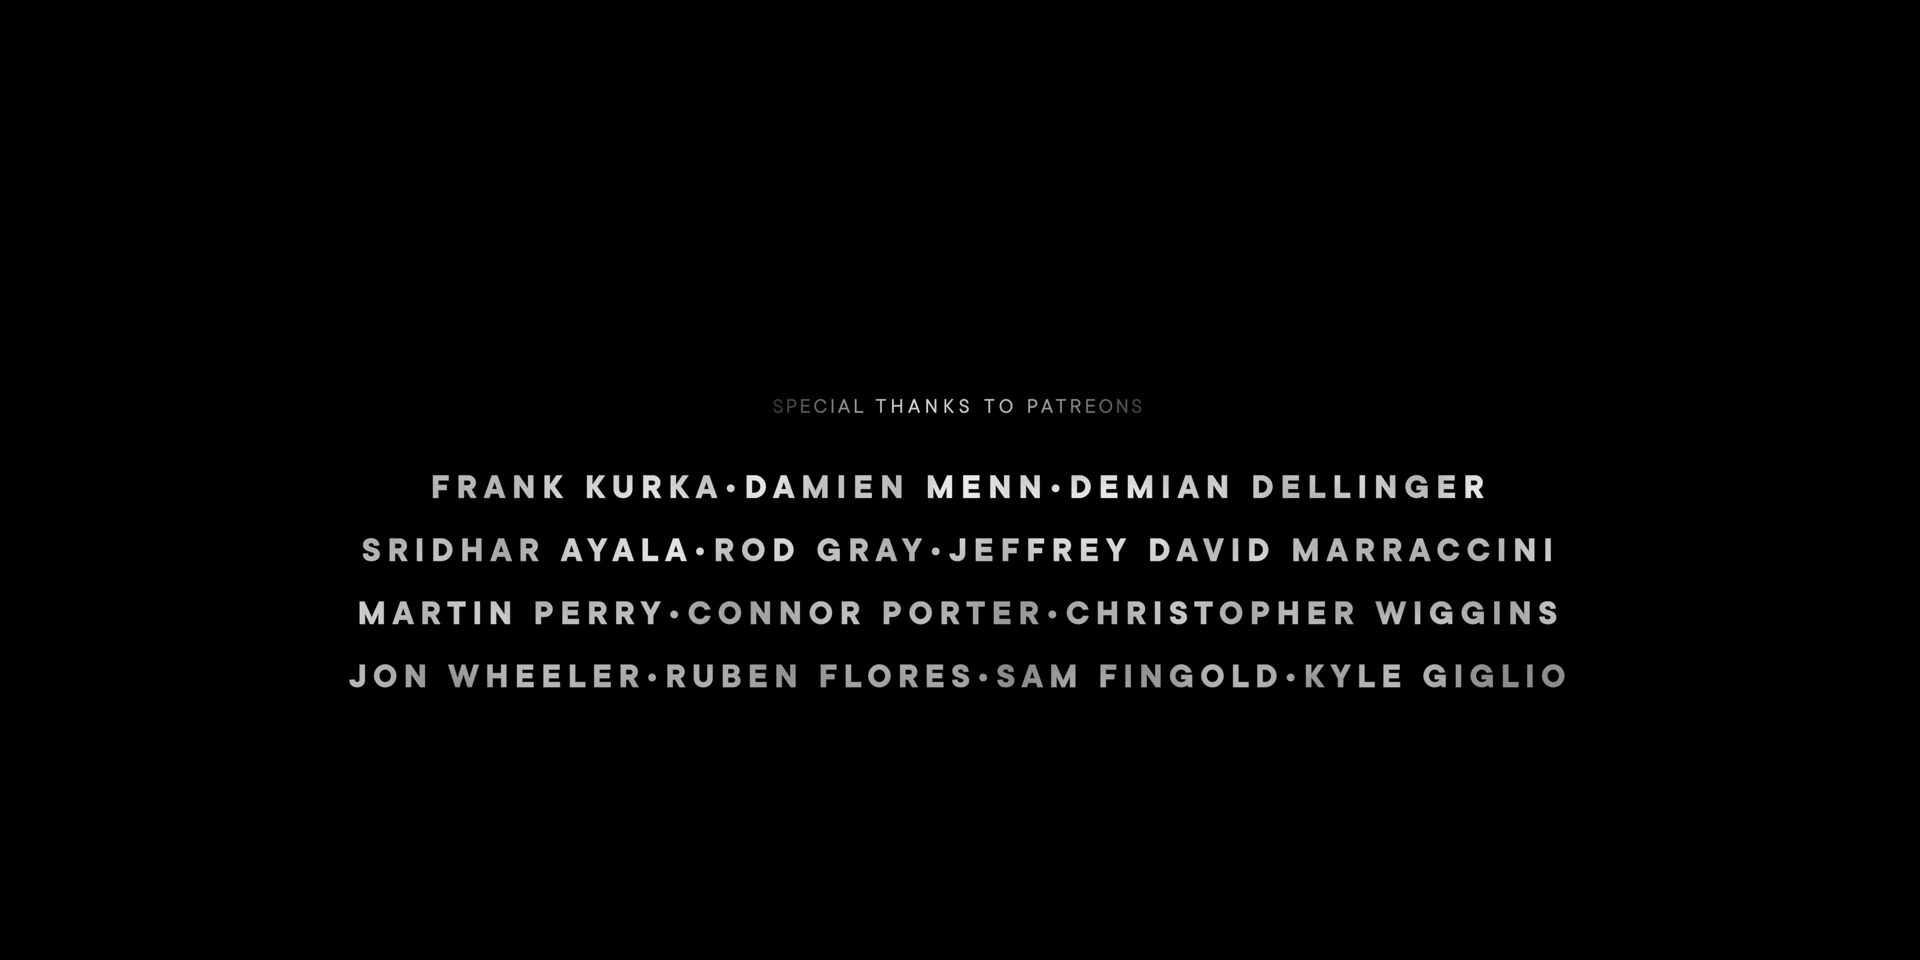 SPECIAL THANKS TO PATREONS
FRANK KURKA•DAMIEN MENN•DEMIAN DELLINGER
SRIDHAR AYALA•ROD GRAY•JEFFREY DAVID MARRACCINI
MARTIN PERRY•CONNOR PORTER•CHRISTOPHER WIGGINS
JON WHEELER•RUBEN FLORES•SAM FINGOLD•KYLE GIGLIO